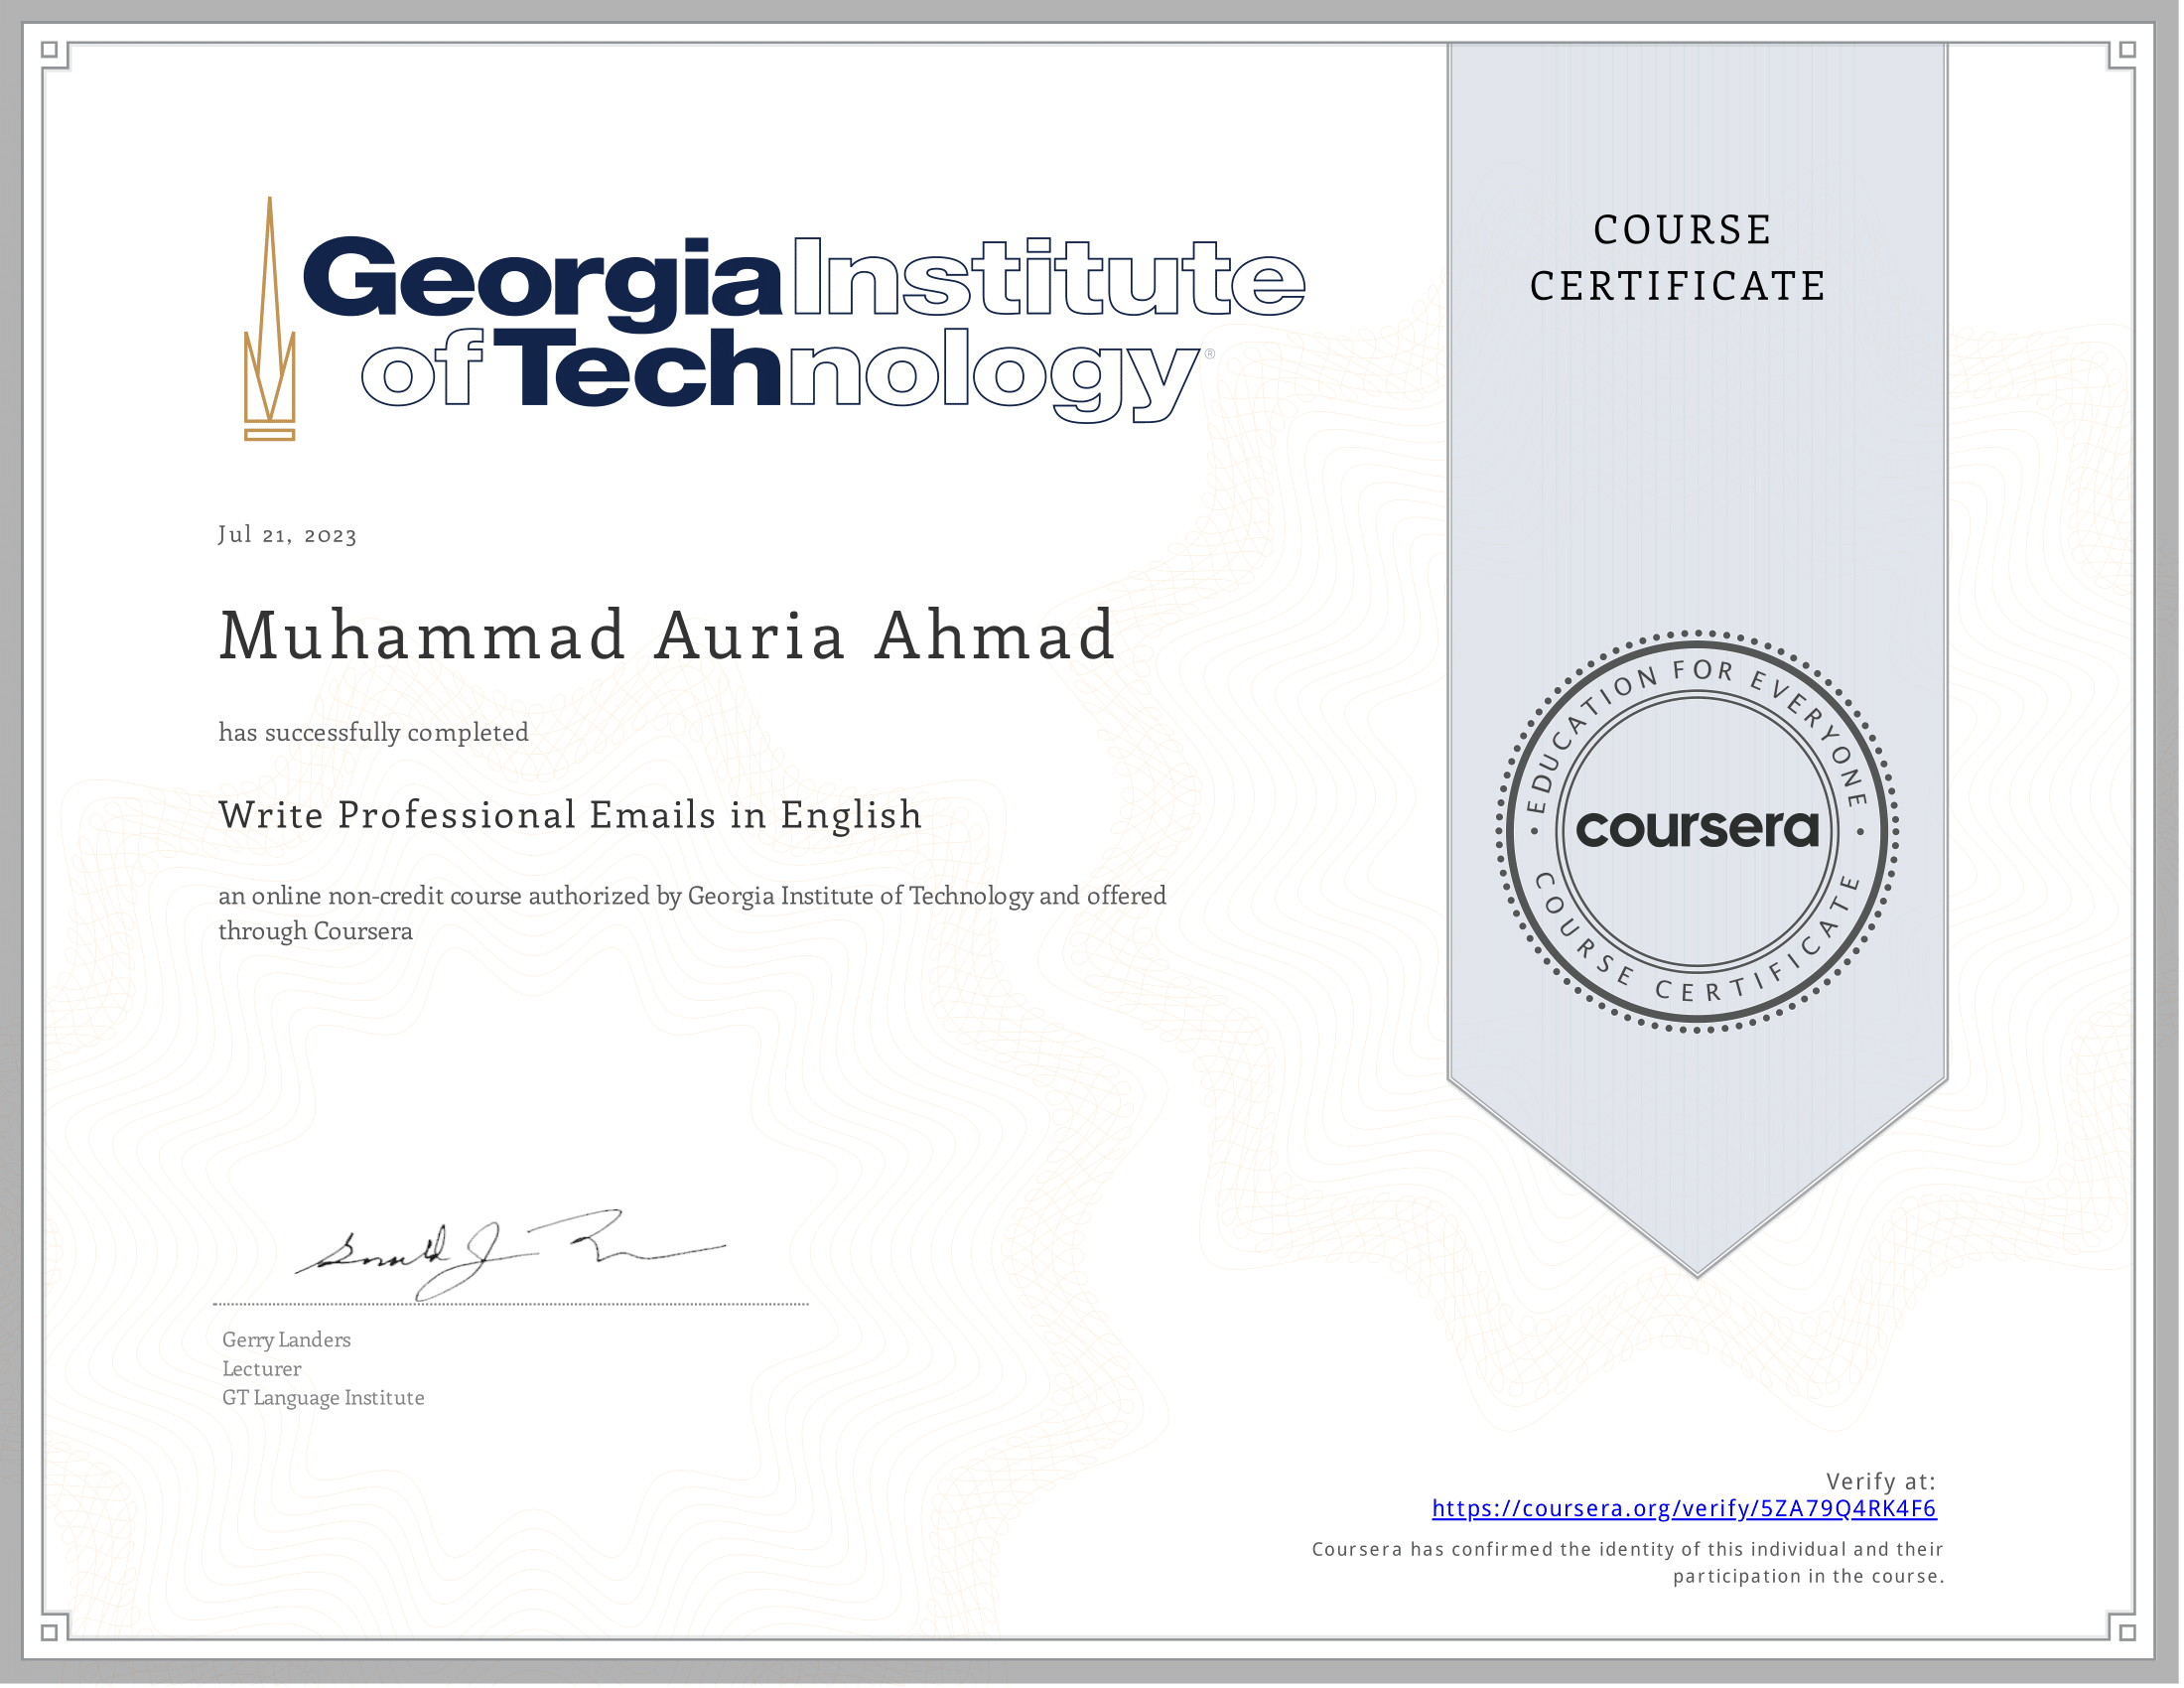 Georgia Institute
of Technology®
COURSE
CERTIFICATE
Jul 21, 2023
Muhammad Auria Ahmad
has successfully completed
Write Professional Emails in English
an online non-credit course authorized by Georgia Institute of Technology and offered
through Coursera
EDUCATION FOR EVERYONE
coursera
COURSE CERTIFICATE
Gerry Landers
Lecturer
GT Language Institute
Verify at:
https://coursera.org/verify/5ZA79Q4RK4F6
Coursera has confirmed the identity of this individual and their
participation in the course.